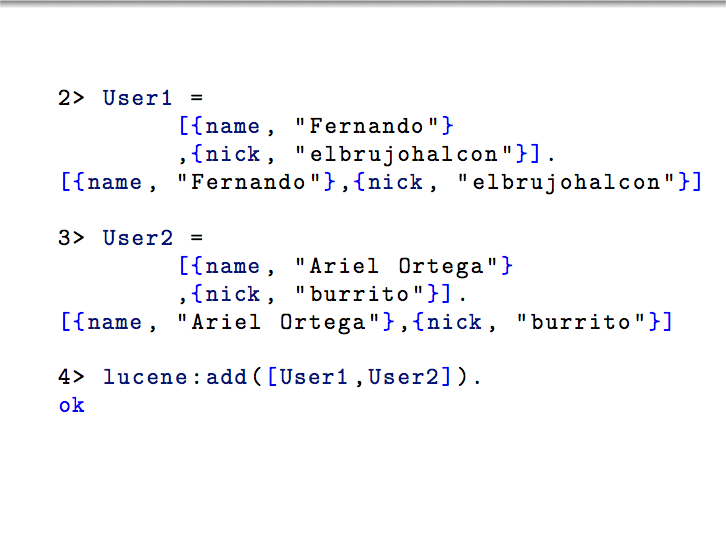 2> User1 =
[{name, "Fernando"}
,{nick, "elbrujohalcon"}].
[{name, "Fernando"},{nick, "elbrujohalcon"}]
3> User2 =
[{name, "Ariel Ortega"}
,{nick, "burrito"}].
[{name, "Ariel Ortega"},{nick, "burrito"}]
4> lucene:add([User1,User2]).
ok